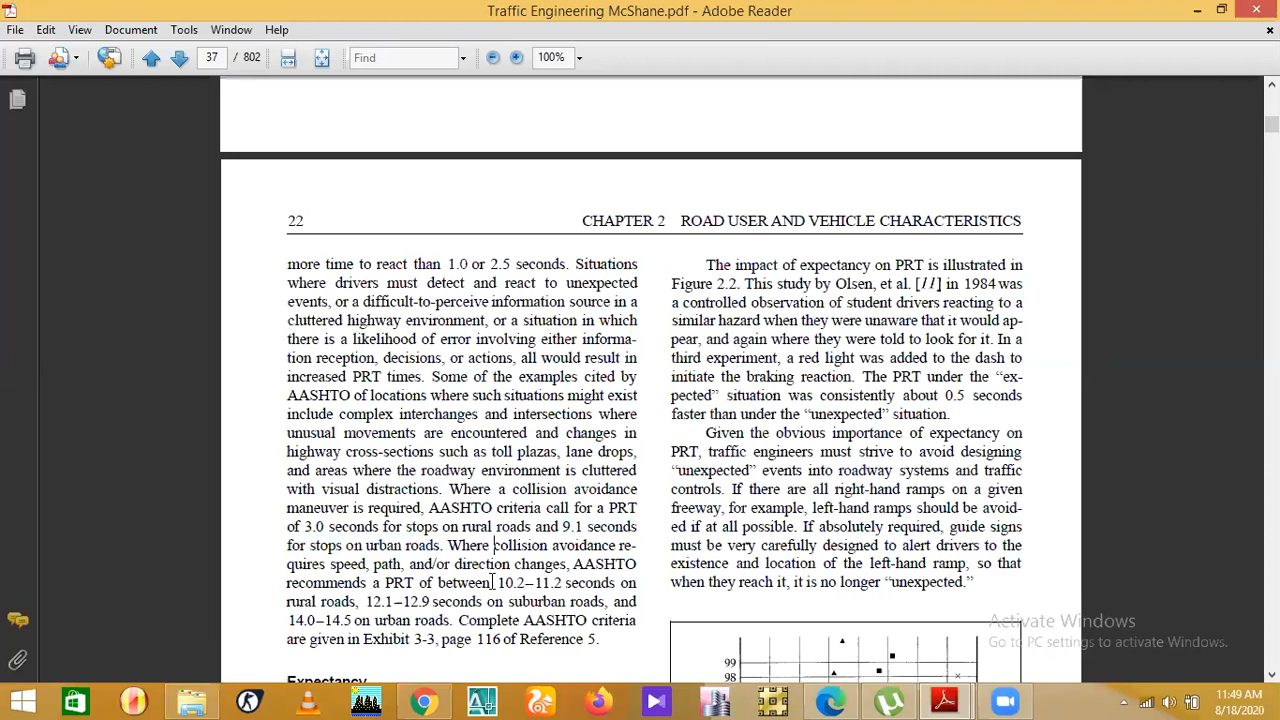 Traffic Engineering McShane.pdf - Adobe Reader
File Edit View Document Tools Window Help
37 / 802 Find 100%
22 CHAPTER 2 ROAD USER AND VEHICLE CHARACTERISTICS
more time to react than 1.0 or 2.5 seconds. Situations
where drivers must detect and react to unexpected
events, or a difficult-to-perceive information source in a
cluttered highway environment, or a situation in which
there is a likelihood of error involving either informa-
tion reception, decisions, or actions, all would result in
increased PRT times. Some of the examples cited by
AASHTO of locations where such situations might exist
include complex interchanges and intersections where
unusual movements are encountered and changes in
highway cross-sections such as toll plazas, lane drops,
and areas where the roadway environment is cluttered
with visual distractions. Where a collision avoidance
maneuver is required, AASHTO criteria call for a PRT
of 3.0 seconds for stops on rural roads and 9.1 seconds
for stops on urban roads. Where collision avoidance re-
quires speed, path, and/or direction changes, AASHTO
recommends a PRT of between 10.2–11.2 seconds on
rural roads, 12.1–12.9 seconds on suburban roads, and
14.0–14.5 on urban roads. Complete AASHTO criteria
are given in Exhibit 3-3, page 116 of Reference 5.
Expectancy
The impact of expectancy on PRT is illustrated in
Figure 2.2. This study by Olsen, et al. [11] in 1984 was
a controlled observation of student drivers reacting to a
similar hazard when they were unaware that it would ap-
pear, and again where they were told to look for it. In a
third experiment, a red light was added to the dash to
initiate the braking reaction. The PRT under the “ex-
pected” situation was consistently about 0.5 seconds
faster than under the “unexpected” situation.
Given the obvious importance of expectancy on
PRT, traffic engineers must strive to avoid designing
“unexpected” events into roadway systems and traffic
controls. If there are all right-hand ramps on a given
freeway, for example, left-hand ramps should be avoid-
ed if at all possible. If absolutely required, guide signs
must be very carefully designed to alert drivers to the
existence and location of the left-hand ramp, so that
when they reach it, it is no longer “unexpected.”
99
98
Activate Windows
Go to PC settings to activate Windows.
11:49 AM
8/18/2020